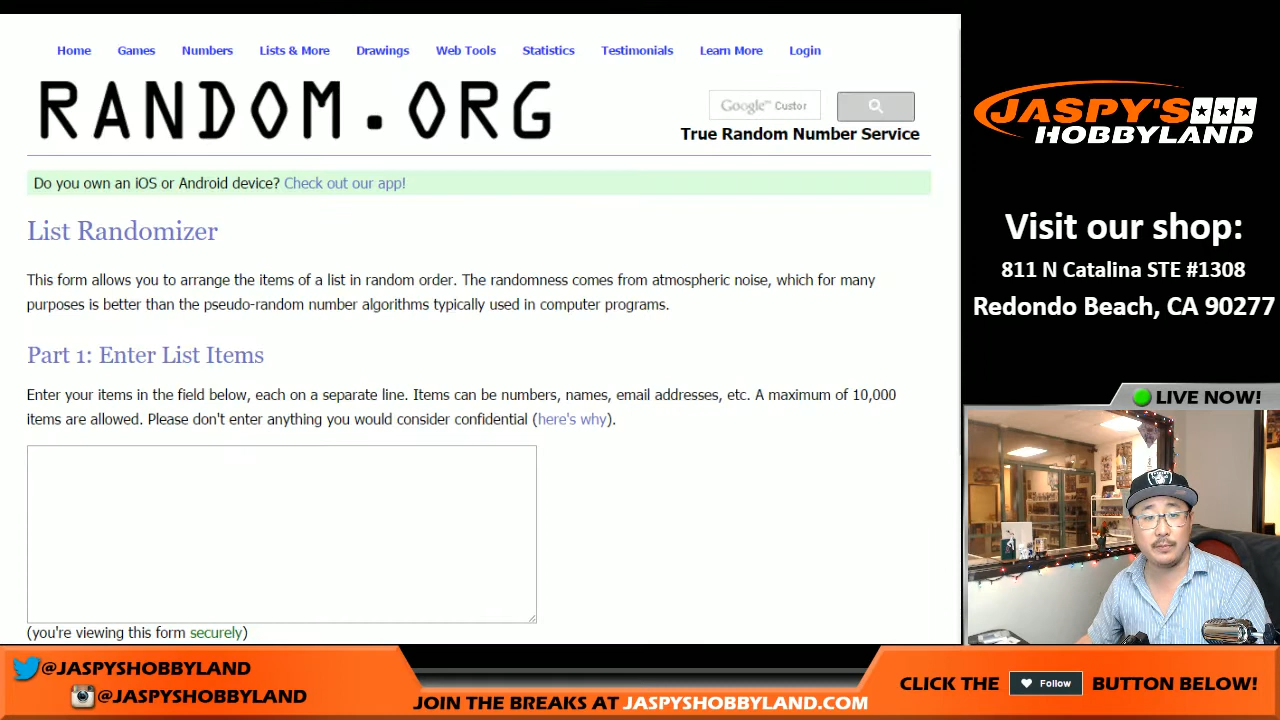 Home Games Numbers Lists & More Drawings Web Tools Statistics Testimonials Learn More Login
RANDOM.ORG
Google™ Custor
True Random Number Service
Do you own an iOS or Android device? Check out our app!
List Randomizer
This form allows you to arrange the items of a list in random order. The randomness comes from atmospheric noise, which for many
purposes is better than the pseudo-random number algorithms typically used in computer programs.
Part 1: Enter List Items
Enter your items in the field below, each on a separate line. Items can be numbers, names, email addresses, etc. A maximum of 10,000
items are allowed. Please don't enter anything you would consider confidential (here's why).
(you're viewing this form securely)
JASPY'S
HOBBYLAND
Visit our shop:
811 N Catalina STE #1308
Redondo Beach, CA 90277
LIVE NOW!
@JASPYSHOBBYLAND
@JASPYSHOBBYLAND
JOIN THE BREAKS AT JASPYSHOBBYLAND.COM
CLICK THE Follow BUTTON BELOW!